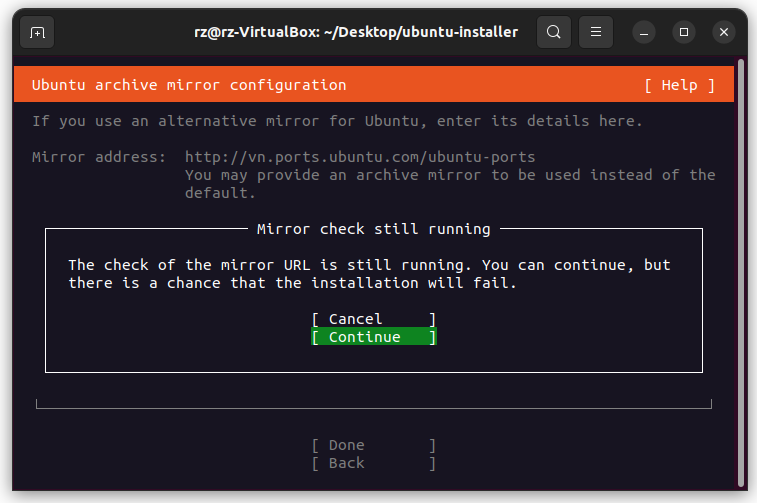 rz@rz-VirtualBox: ~/Desktop/ubuntu-installer
Ubuntu archive mirror configuration [ Help ]
If you use an alternative mirror for Ubuntu, enter its details here.
Mirror address: http://vn.ports.ubuntu.com/ubuntu-ports
You may provide an archive mirror to be used instead of the
default.
Mirror check still running
The check of the mirror URL is still running. You can continue, but
there is a chance that the installation will fail.
[ Cancel ]
[ Continue ]
[ Done ]
[ Back ]